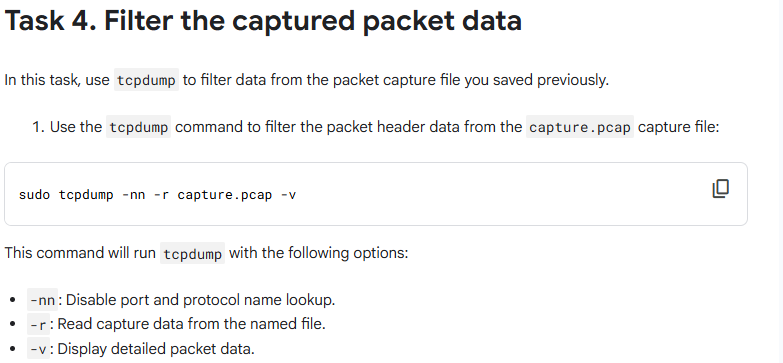 Task 4. Filter the captured packet data
In this task, use tcpdump to filter data from the packet capture file you saved previously.
1. Use the tcpdump command to filter the packet header data from the capture.pcap capture file:
sudo tcpdump -nn -r capture.pcap -v
This command will run tcpdump with the following options:
• -nn: Disable port and protocol name lookup.
• -r: Read capture data from the named file.
• -v: Display detailed packet data.